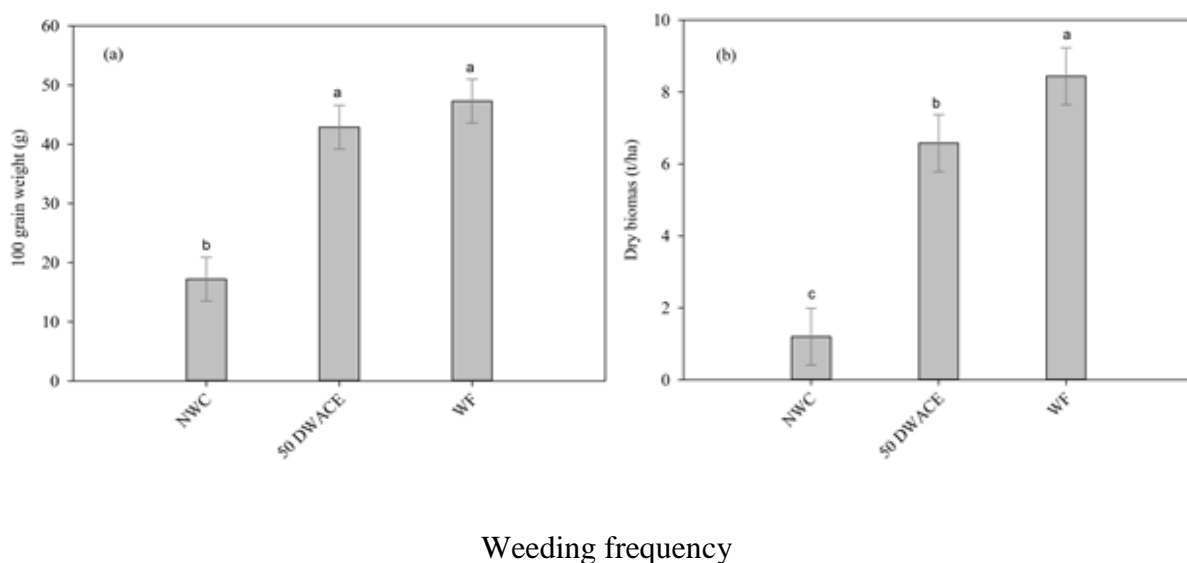 (a)
100 grain weight (g)
60
50
40
30
20
10
0
b
a
a
NWC
50 DWACE
WF
(b)
Dry biomas (t/ha)
10
8
6
4
2
0
c
b
a
NWC
50 DWACE
WF
Weeding frequency